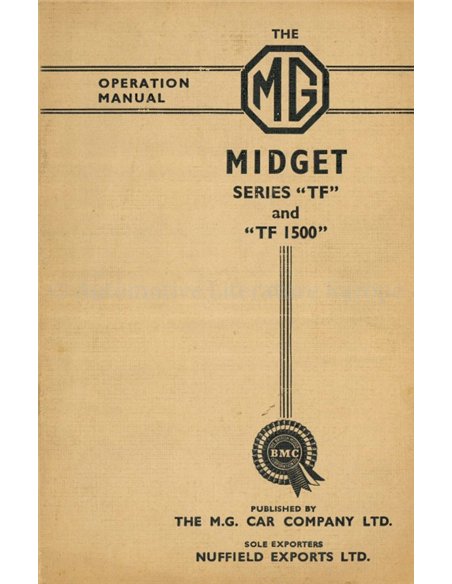 THE
MG
OPERATION
MANUAL
MIDGET
SERIES "TF"
and
"TF 1500"
BMC
PUBLISHED BY
THE M.G. CAR COMPANY LTD.
SOLE EXPORTERS
NUFFIELD EXPORTS LTD.